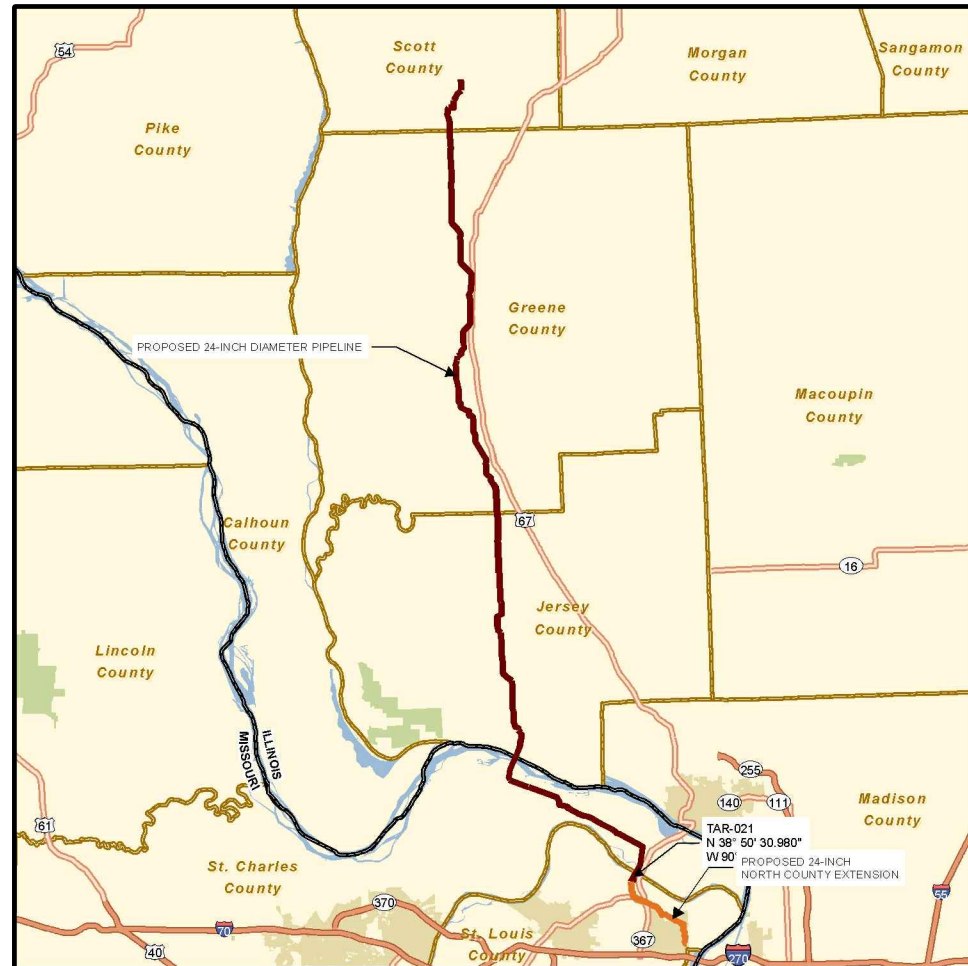 Scott
County
Morgan
County
Sangamon
County
54
Pike
County
Greene
County
PROPOSED 24-INCH DIAMETER PIPELINE
Macoupin
County
Calhoun
County
67
16
Jersey
County
Lincoln
County
ILLINOIS
MISSOURI
255
140
111
Madison
County
61
TAR-021
N 38° 50' 30.980"
W 90°
PROPOSED 24-INCH
NORTH COUNTY EXTENSION
St. Charles
County
370
55
70
St. Louis
County
367
40
270